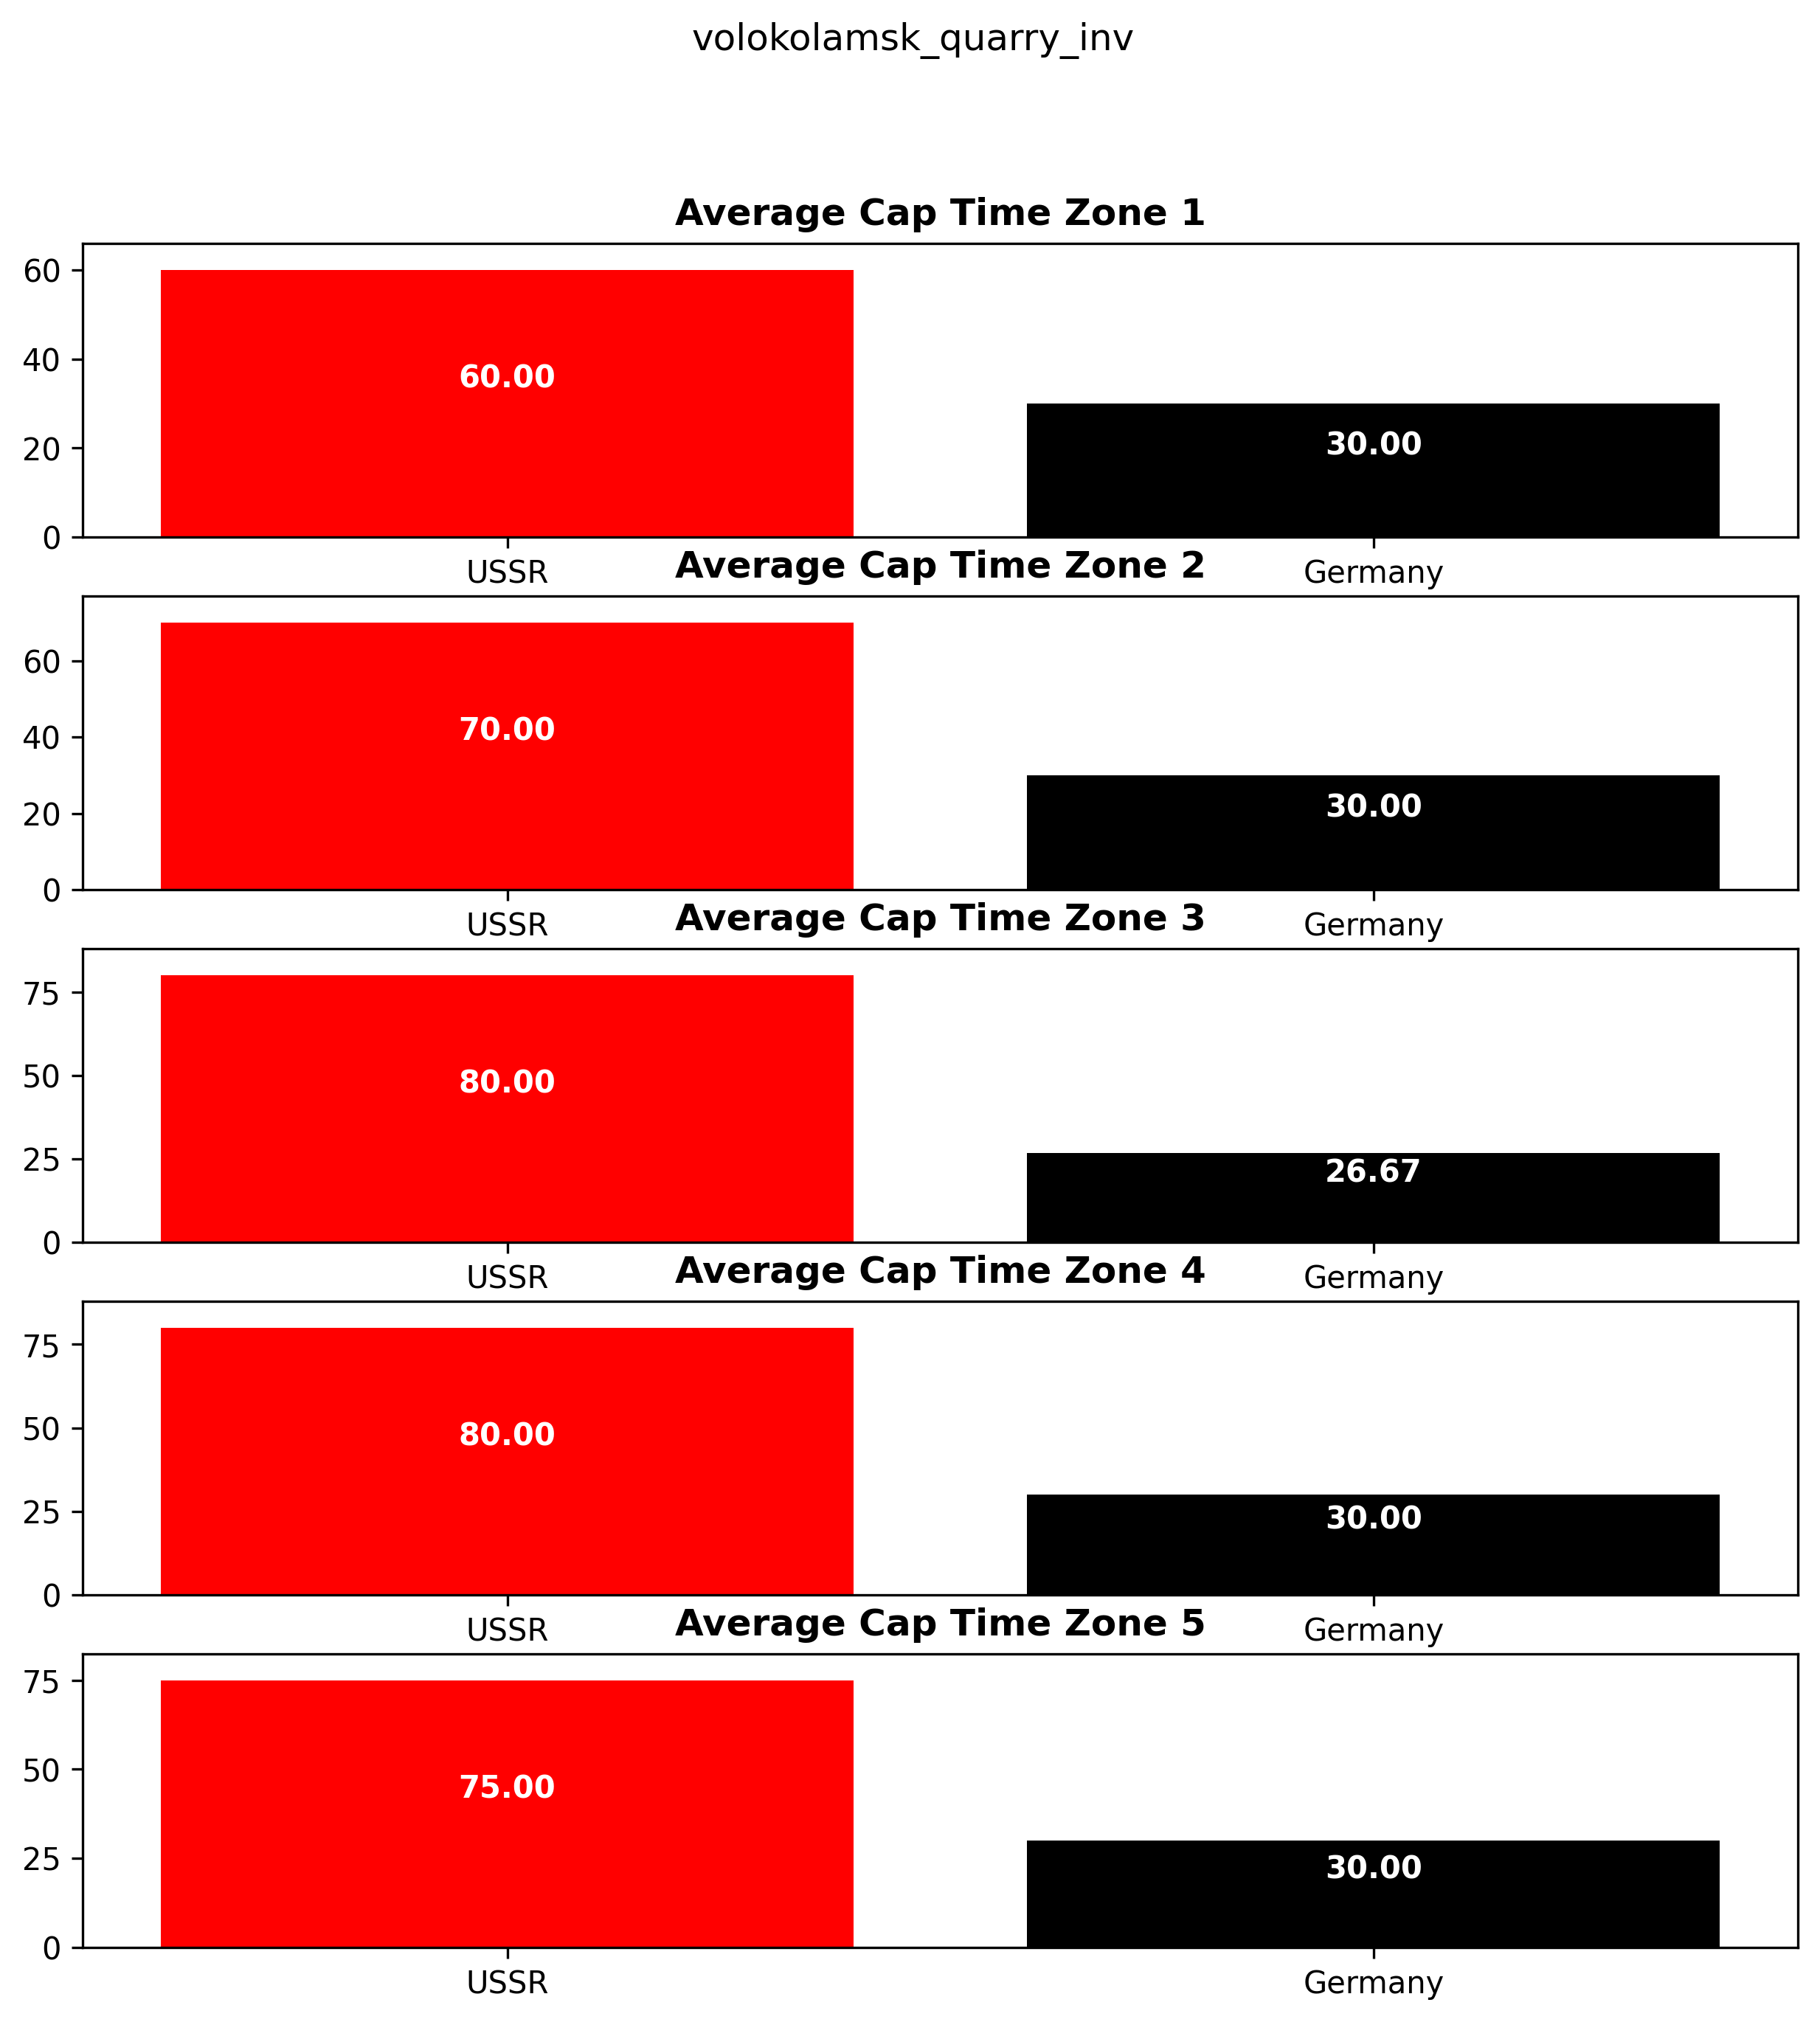 volokolamsk_quarry_inv
Average Cap Time Zone 1
60
40
20
0
60.00
30.00
USSR
Germany
Average Cap Time Zone 2
60
40
20
0
70.00
30.00
USSR
Germany
Average Cap Time Zone 3
75
50
25
0
80.00
26.67
USSR
Germany
Average Cap Time Zone 4
75
50
25
0
80.00
30.00
USSR
Germany
Average Cap Time Zone 5
75
50
25
0
75.00
30.00
USSR
Germany